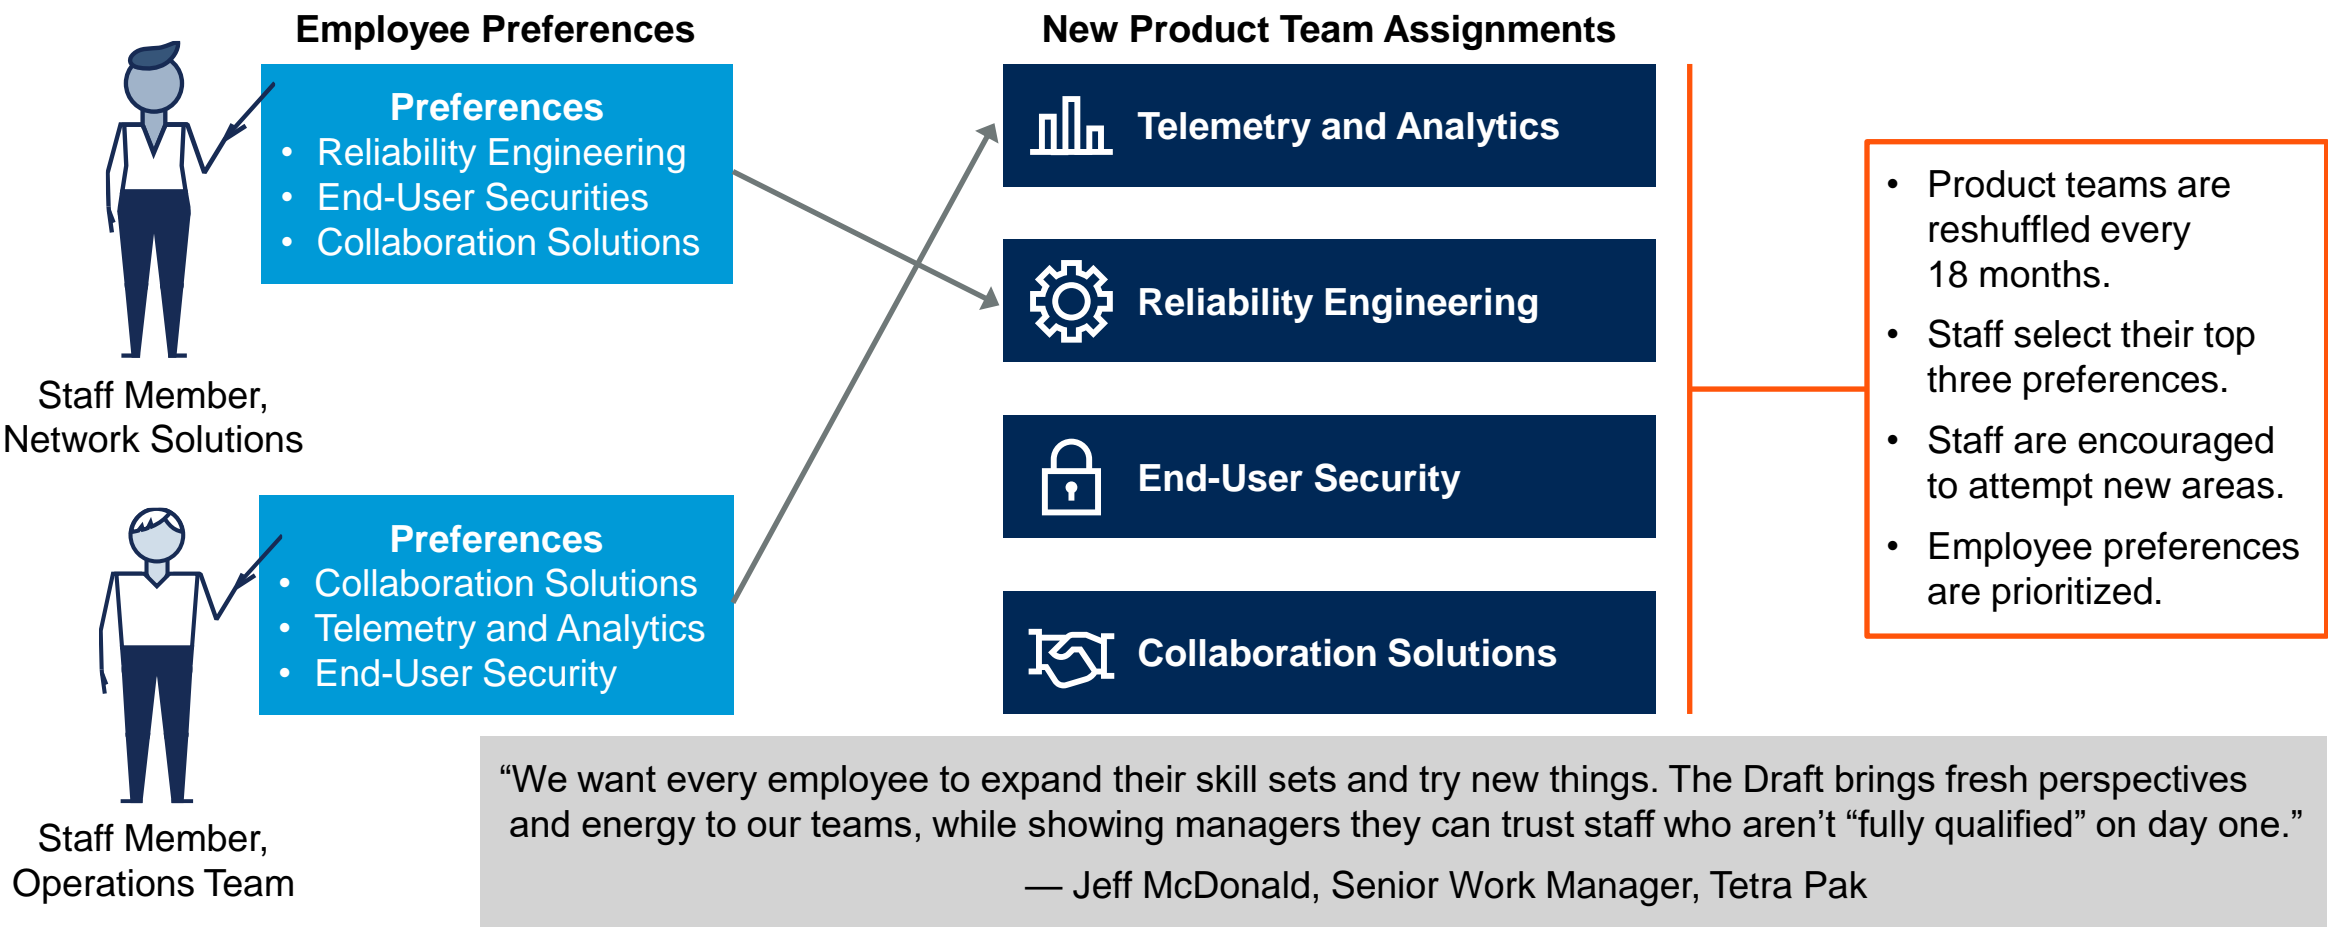 Employee Preferences
Preferences
• Reliability Engineering
• End-User Securities
• Collaboration Solutions
Staff Member,
Network Solutions
Preferences
• Collaboration Solutions
• Telemetry and Analytics
• End-User Security
Staff Member,
Operations Team
New Product Team Assignments
Telemetry and Analytics
Reliability Engineering
End-User Security
Collaboration Solutions
• Product teams are
reshuffled every
18 months.
• Staff select their top
three preferences.
• Staff are encouraged
to attempt new areas.
• Employee preferences
are prioritized.
“We want every employee to expand their skill sets and try new things. The Draft brings fresh perspectives
and energy to our teams, while showing managers they can trust staff who aren’t “fully qualified” on day one.”
— Jeff McDonald, Senior Work Manager, Tetra Pak